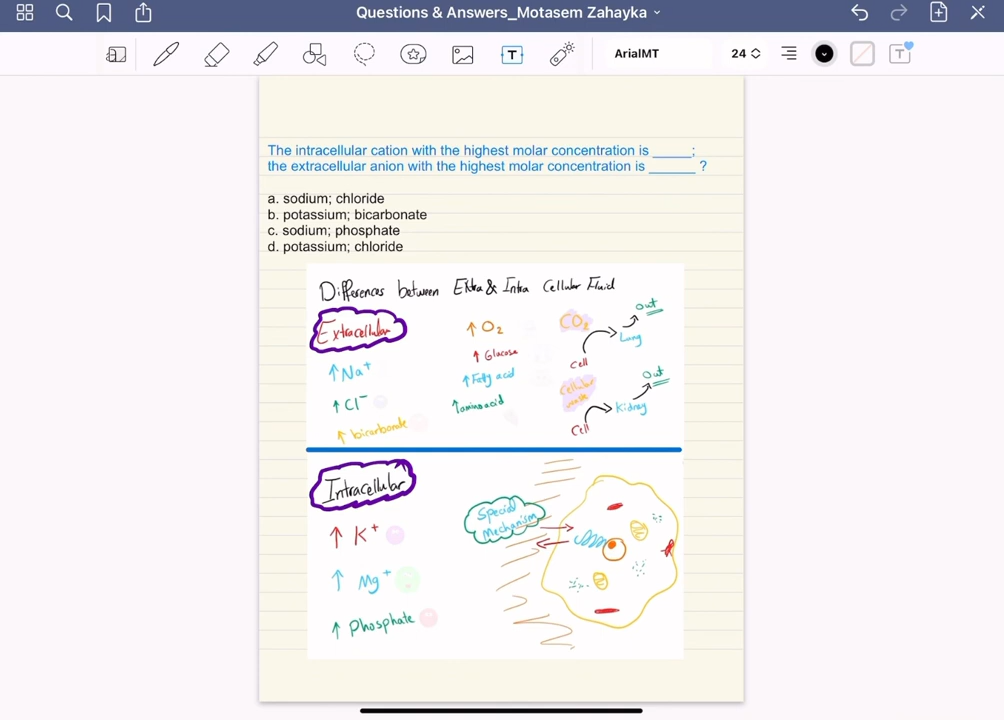 Questions & Answers_Motasem Zahayka
ArialMT
24
The intracellular cation with the highest molar concentration is _____;
the extracellular anion with the highest molar concentration is ______ ?
a. sodium; chloride
b. potassium; bicarbonate
c. sodium; phosphate
d. potassium; chloride
Differences between Extra & Intra Cellular Fluid
Extracellular
↑Na⁺
↑Cl⁻
↑bicarbonate
↑O₂
↑Glucose
↑Fatty acid
↑amino acid
CO₂
Cell
Lung
Out
Cellular
Cell
Kidney
Out
Intracellular
↑K⁺
↑Mg⁺
↑Phosphate
Special
Mechanism